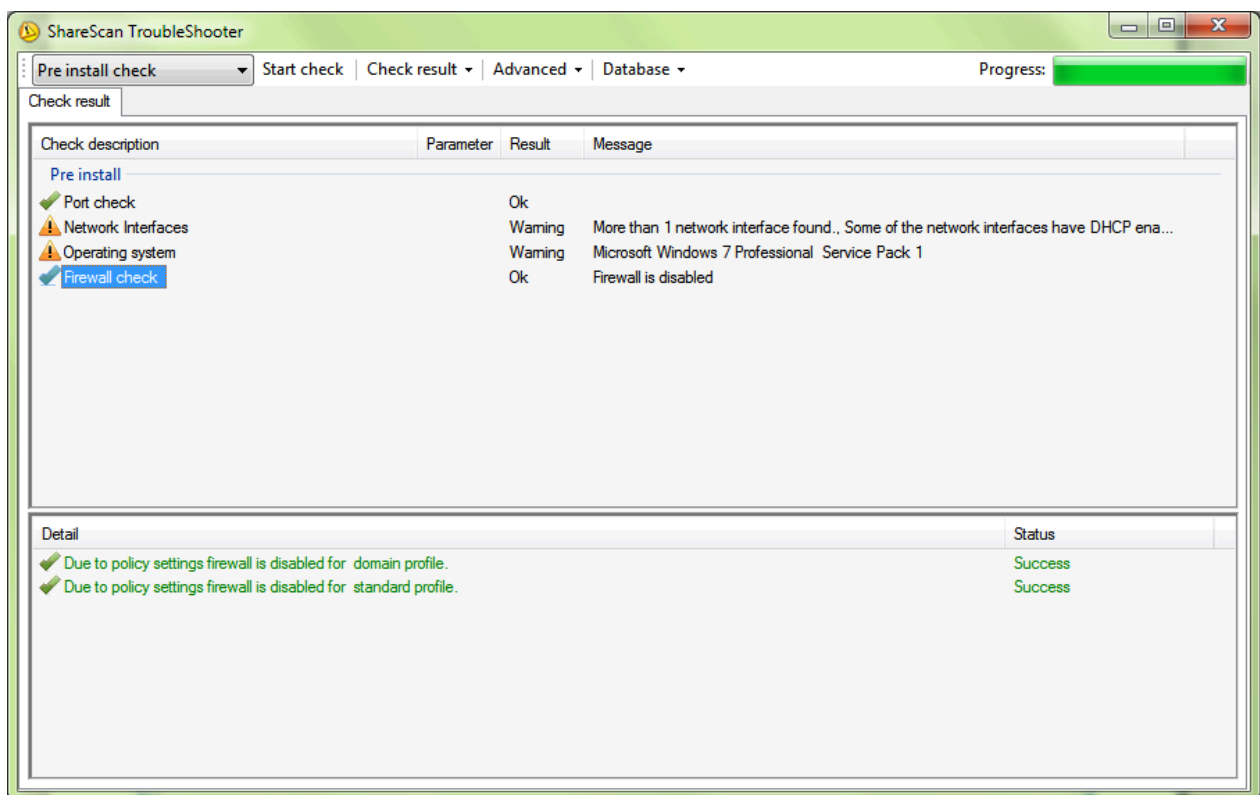 ShareScan TroubleShooter
Pre install check Start check Check result Advanced Database Progress:
Check result
Check description Parameter Result Message
Pre install
Port check Ok
Network Interfaces Warning More than 1 network interface found., Some of the network interfaces have DHCP ena...
Operating system Warning Microsoft Windows 7 Professional Service Pack 1
Firewall check Ok Firewall is disabled
Detail Status
Due to policy settings firewall is disabled for domain profile. Success
Due to policy settings firewall is disabled for standard profile. Success